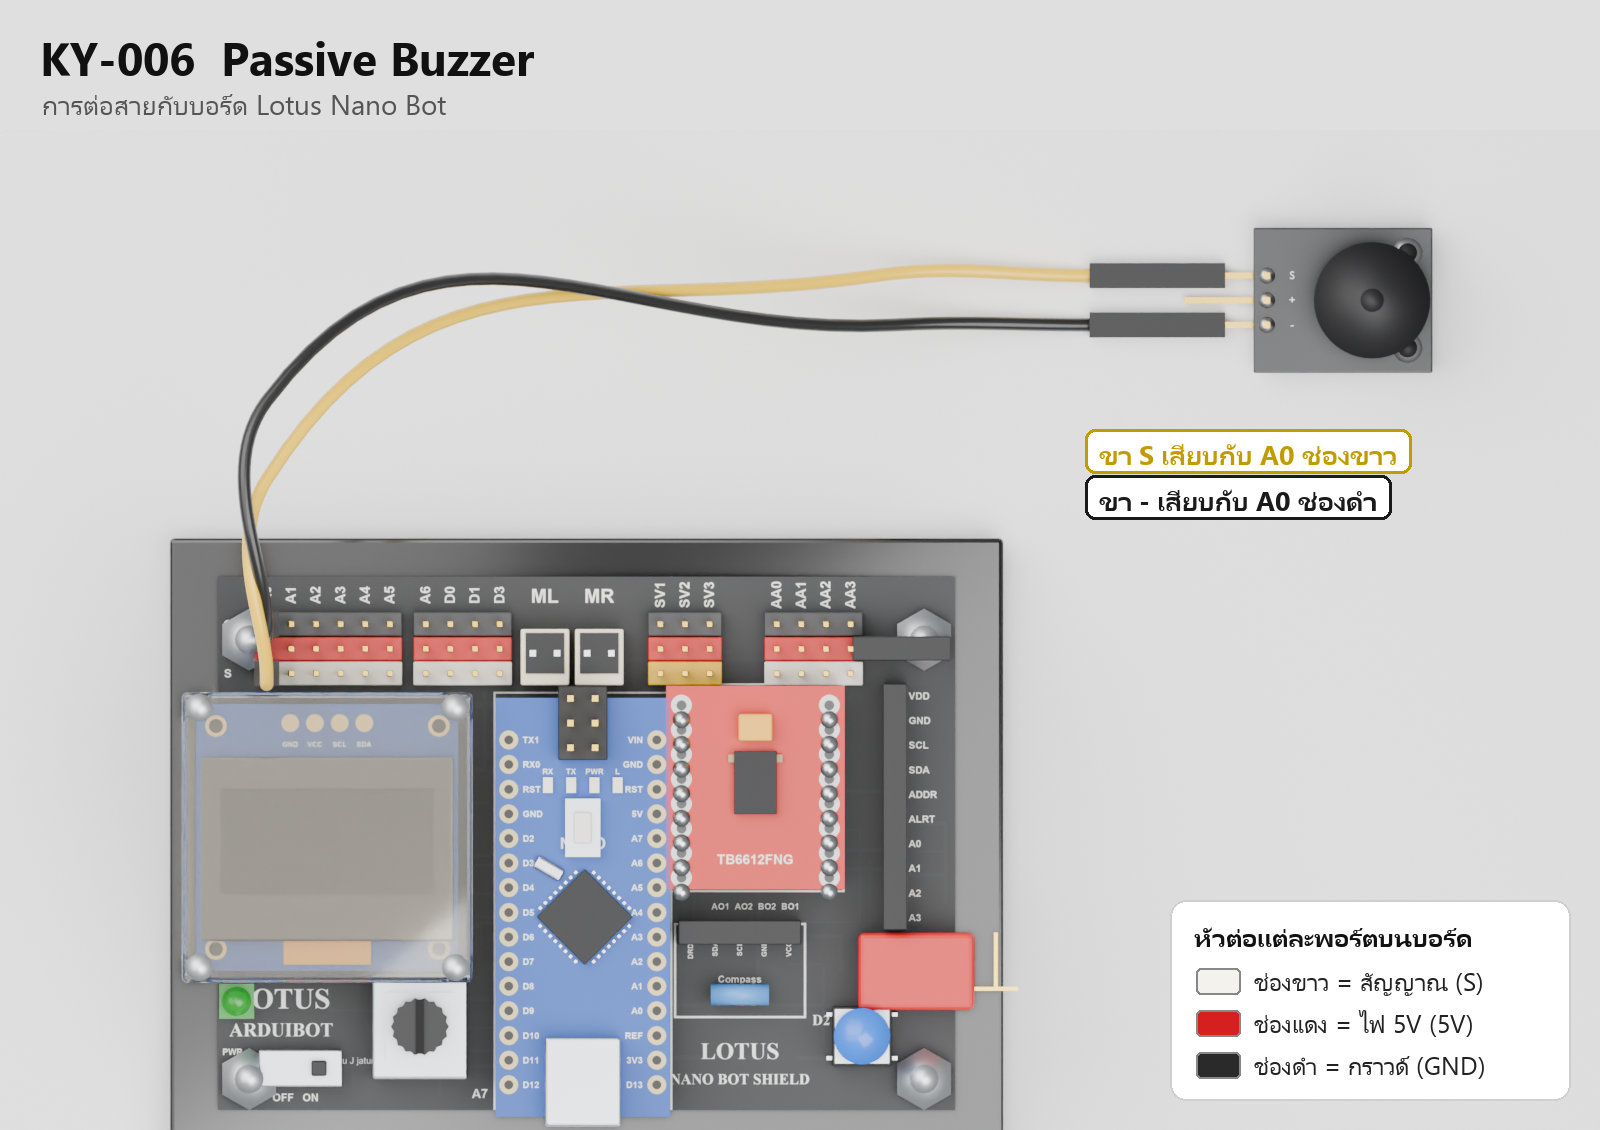 KY-006 Passive Buzzer
การต่อสายกับบอร์ด Lotus Nano Bot
S
+
-
ขา S เสียบกับ A0 ช่องขาว
ขา - เสียบกับ A0 ช่องดำ
A1 A2 A3 A4 A5 A6 D0 D1 D3 ML MR SV1 SV2 SV3 AA0 AA1 AA2 AA3
S
GND VCC SCL SDA
TX1 VIN
RX0 GND
RX TX PWR L
RST RST
GND 5V
D2 A7
D3 A6
D4 A5
D5 A4
D6 A3
D7 A2
D8 A1
D9 A0
D10 REF
D11 3V3
D12 D13
TB6612FNG
AO1 AO2 BO2 BO1
VDD
GND
SCL
SDA
ADDR
ALRT
A0
A1
A2
A3
Compass
D2
LOTUS
NANO BOT SHIELD
OTUS
ARDUIBOT
PWR
OFF ON
A7
หัวต่อแต่ละพอร์ตบนบอร์ด
ช่องขาว = สัญญาณ (S)
ช่องแดง = ไฟ 5V (5V)
ช่องดำ = กราวด์ (GND)